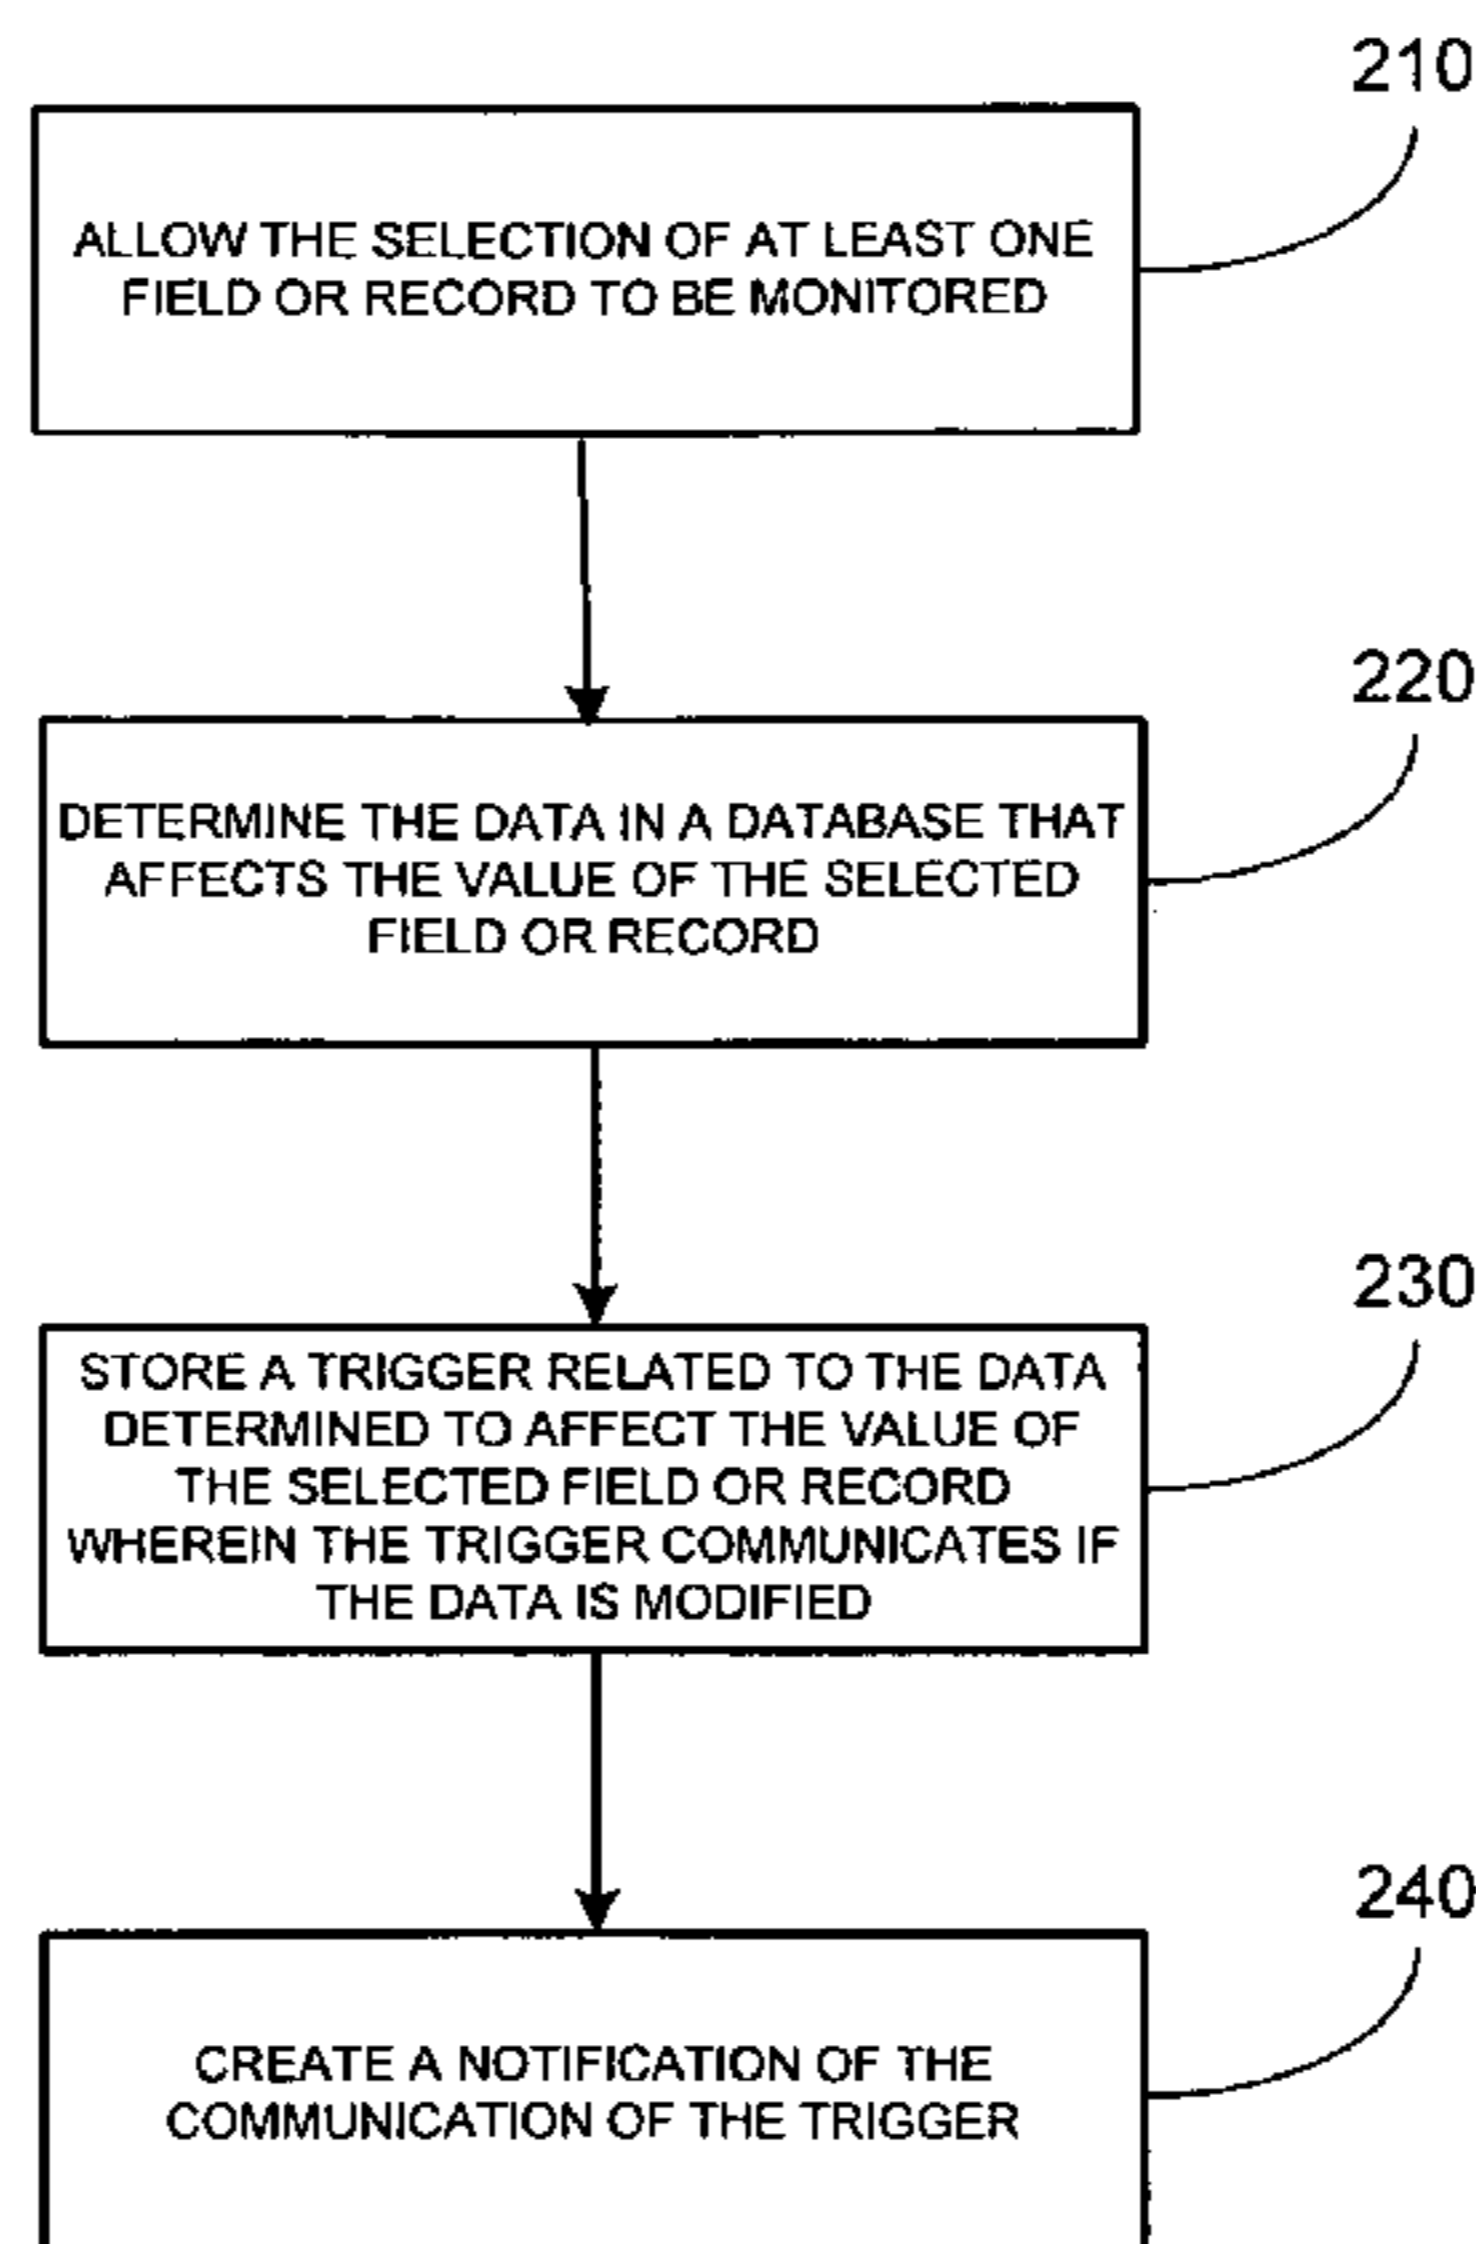 210
ALLOW THE SELECTION OF AT LEAST ONE
FIELD OR RECORD TO BE MONITORED
220
DETERMINE THE DATA IN A DATABASE THAT
AFFECTS THE VALUE OF THE SELECTED
FIELD OR RECORD
230
STORE A TRIGGER RELATED TO THE DATA
DETERMINED TO AFFECT THE VALUE OF
THE SELECTED FIELD OR RECORD
WHEREIN THE TRIGGER COMMUNICATES IF
THE DATA IS MODIFIED
240
CREATE A NOTIFICATION OF THE
COMMUNICATION OF THE TRIGGER